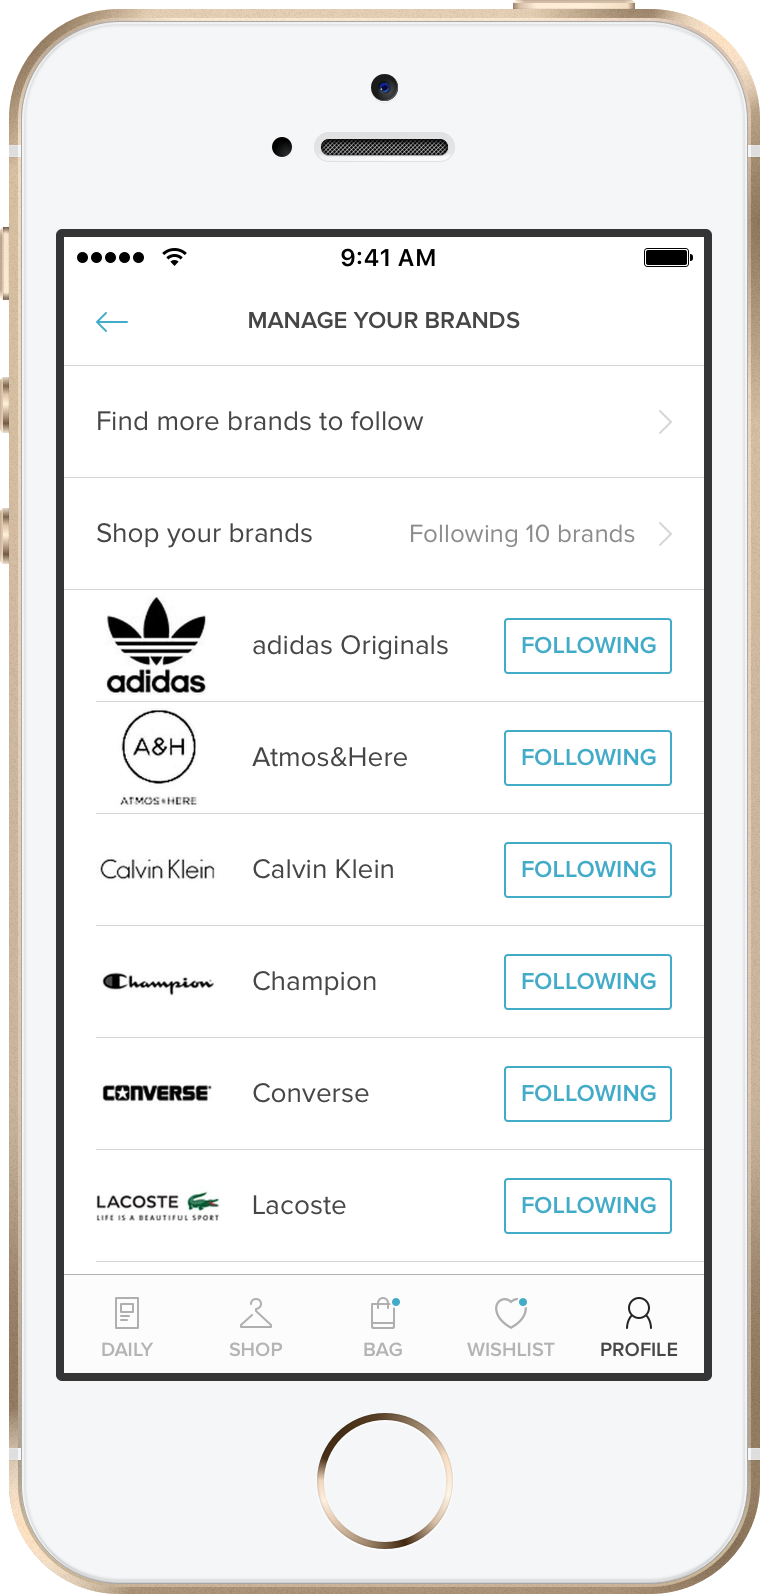 9:41 AM
MANAGE YOUR BRANDS
Find more brands to follow
Shop your brands Following 10 brands
adidas
adidas Originals FOLLOWING
A&H
ATMOS&HERE
Atmos&Here FOLLOWING
Calvin Klein Calvin Klein FOLLOWING
Champion Champion FOLLOWING
CONVERSE Converse FOLLOWING
LACOSTE
LIFE IS A BEAUTIFUL SPORT
Lacoste FOLLOWING
DAILY SHOP BAG WISHLIST PROFILE